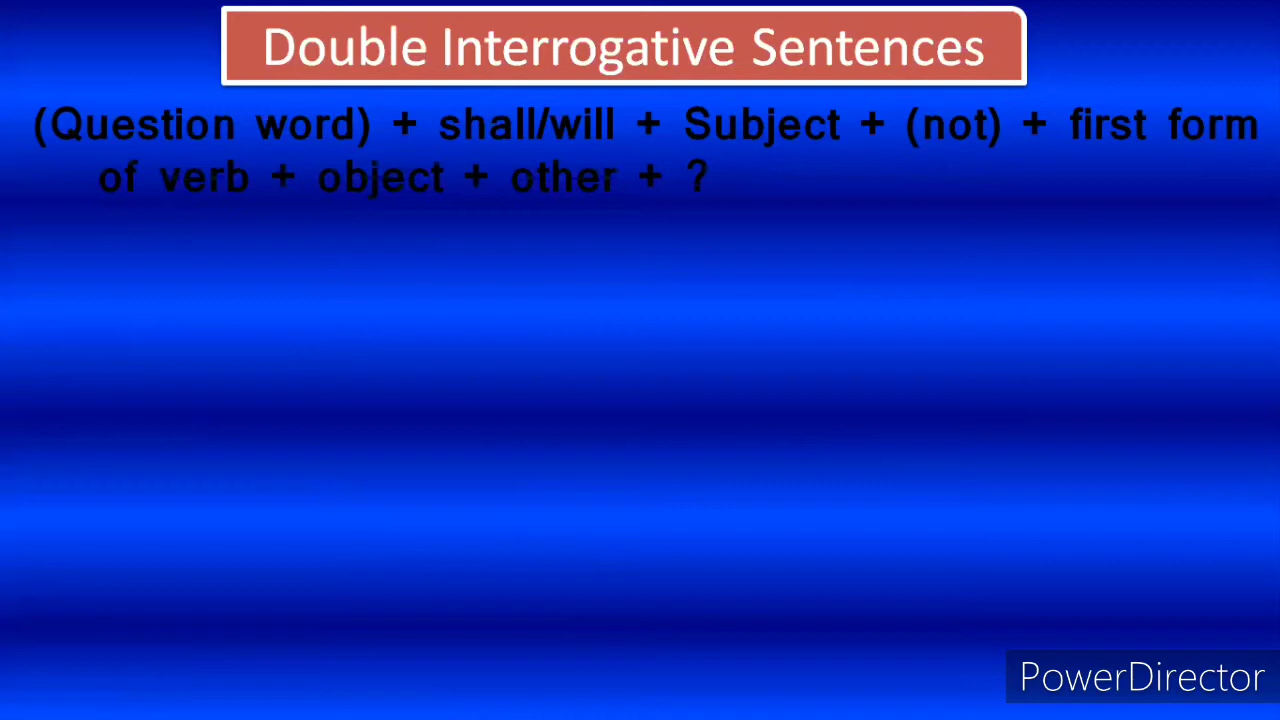 Double Interrogative Sentences
(Question word) + shall/will + Subject + (not) + first form
of verb + object + other + ?
PowerDirector